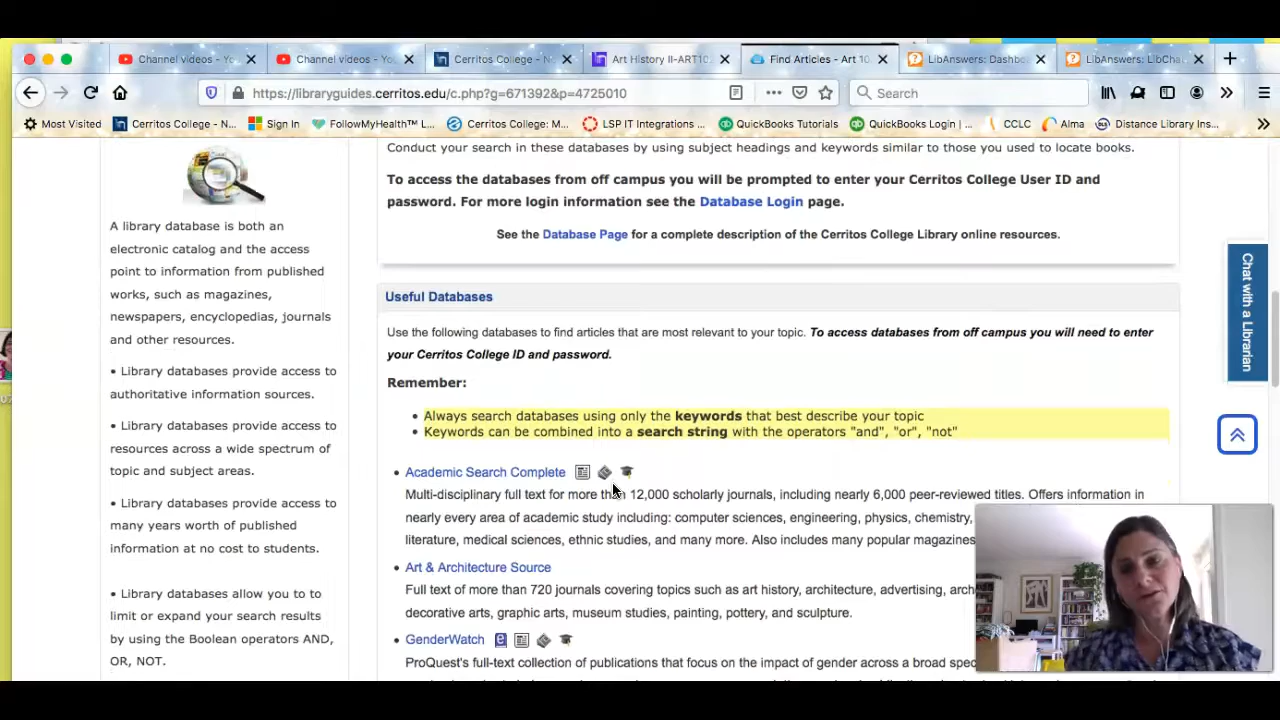 Channel videos - Yo...
Channel videos - Yo...
Cerritos College - N
Art History II-ART10.
Find Articles - Art 10
LibAnswers: Dashbo
LibAnswers: LibCha
https://libraryguides.cerritos.edu/c.php?g=671392&p=4725010
Search
Most Visited
Cerritos College - N...
Sign In
FollowMyHealth™ L...
Cerritos College: M...
LSP IT Integrations ...
QuickBooks Tutorials
QuickBooks Login | ...
CCLC
Alma
Distance Library Ins...
A library database is both an
electronic catalog and the access
point to information from published
works, such as magazines,
newspapers, encyclopedias, journals
and other resources.
• Library databases provide access to
authoritative information sources.
• Library databases provide access to
resources across a wide spectrum of
topic and subject areas.
• Library databases provide access to
many years worth of published
information at no cost to students.
• Library databases allow you to to
limit or expand your search results
by using the Boolean operators AND,
OR, NOT.
Conduct your search in these databases by using subject headings and keywords similar to those you used to locate books.
To access the databases from off campus you will be prompted to enter your Cerritos College User ID and
password. For more login information see the Database Login page.
See the Database Page for a complete description of the Cerritos College Library online resources.
Useful Databases
Use the following databases to find articles that are most relevant to your topic. To access databases from off campus you will need to enter
your Cerritos College ID and password.
Remember:
• Always search databases using only the keywords that best describe your topic
• Keywords can be combined into a search string with the operators "and", "or", "not"
• Academic Search Complete
Multi-disciplinary full text for more than 12,000 scholarly journals, including nearly 6,000 peer-reviewed titles. Offers information in
nearly every area of academic study including: computer sciences, engineering, physics, chemistry,
literature, medical sciences, ethnic studies, and many more. Also includes many popular magazines
• Art & Architecture Source
Full text of more than 720 journals covering topics such as art history, architecture, advertising,
decorative arts, graphic arts, museum studies, painting, pottery, and sculpture.
• GenderWatch
ProQuest's full-text collection of publications that focus on the impact of gender across a broad
Chat with a Librarian